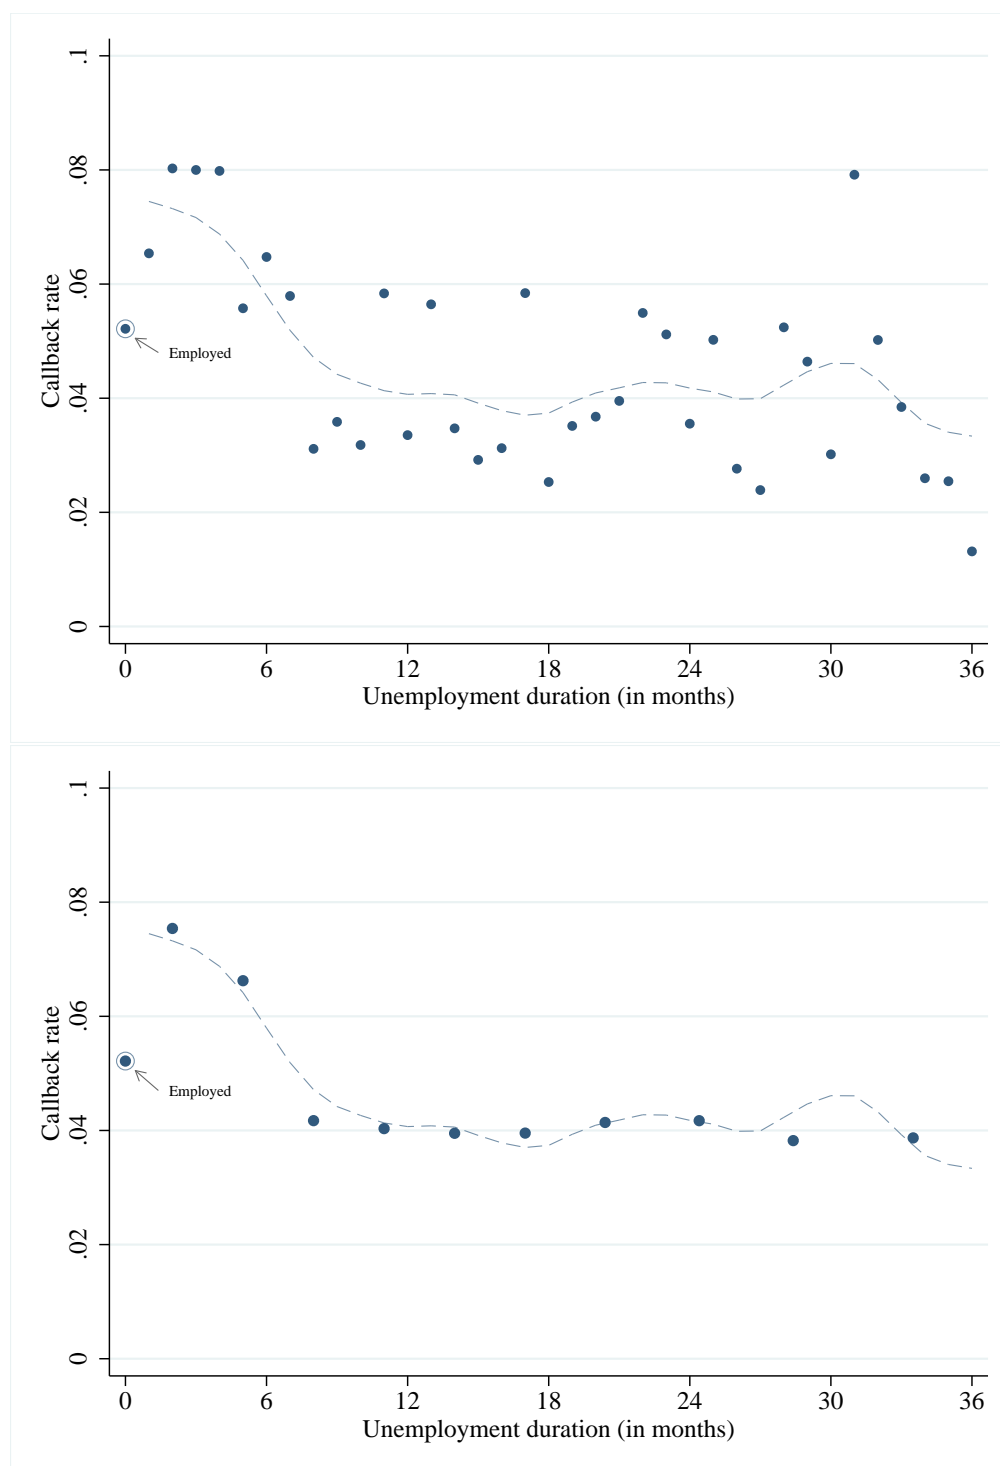 .1
.08
.06
.04
.02
0
Callback rate
Employed
0 6 12 18 24 30 36
Unemployment duration (in months)
.1
.08
.06
.04
.02
0
Callback rate
Employed
0 6 12 18 24 30 36
Unemployment duration (in months)